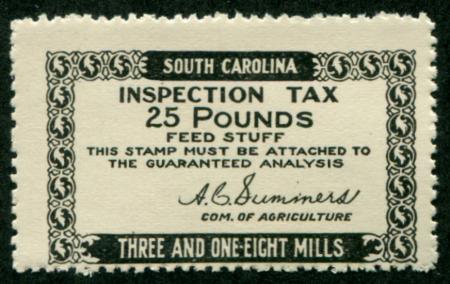 SOUTH CAROLINA
INSPECTION TAX
25 POUNDS
FEED STUFF
THIS STAMP MUST BE ATTACHED TO
THE GUARANTEED ANALYSIS
A. C. Summers
COM. OF AGRICULTURE
THREE AND ONE-EIGHT MILLS